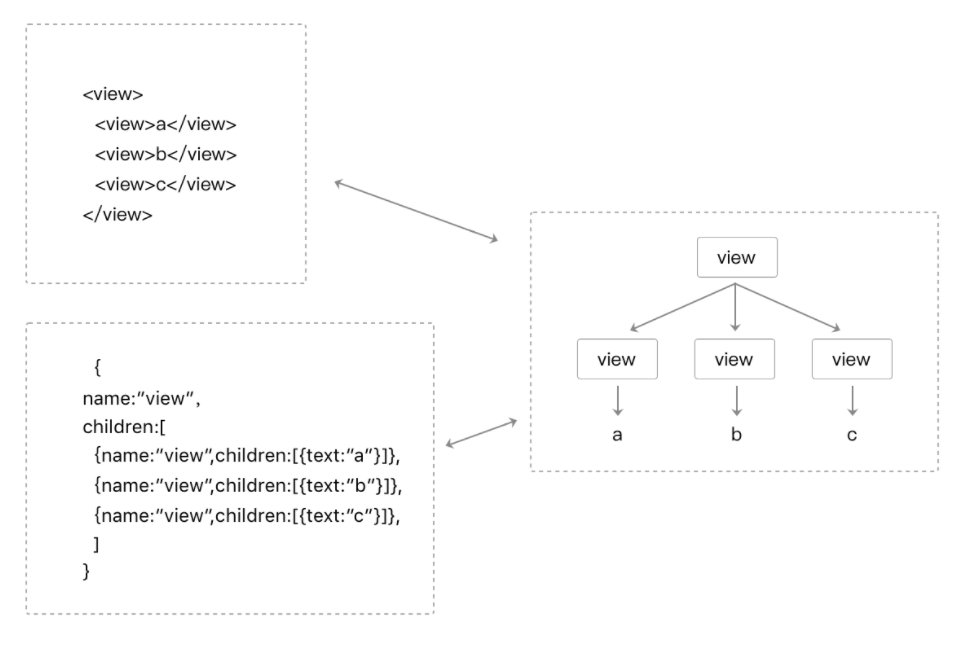 <view>
<view>a</view>
<view>b</view>
<view>c</view>
</view>
{
name:"view",
children:[
{name:"view",children:[{text:"a"}]},
{name:"view",children:[{text:"b"}]},
{name:"view",children:[{text:"c"}]},
]
}
view
view view view
a b c